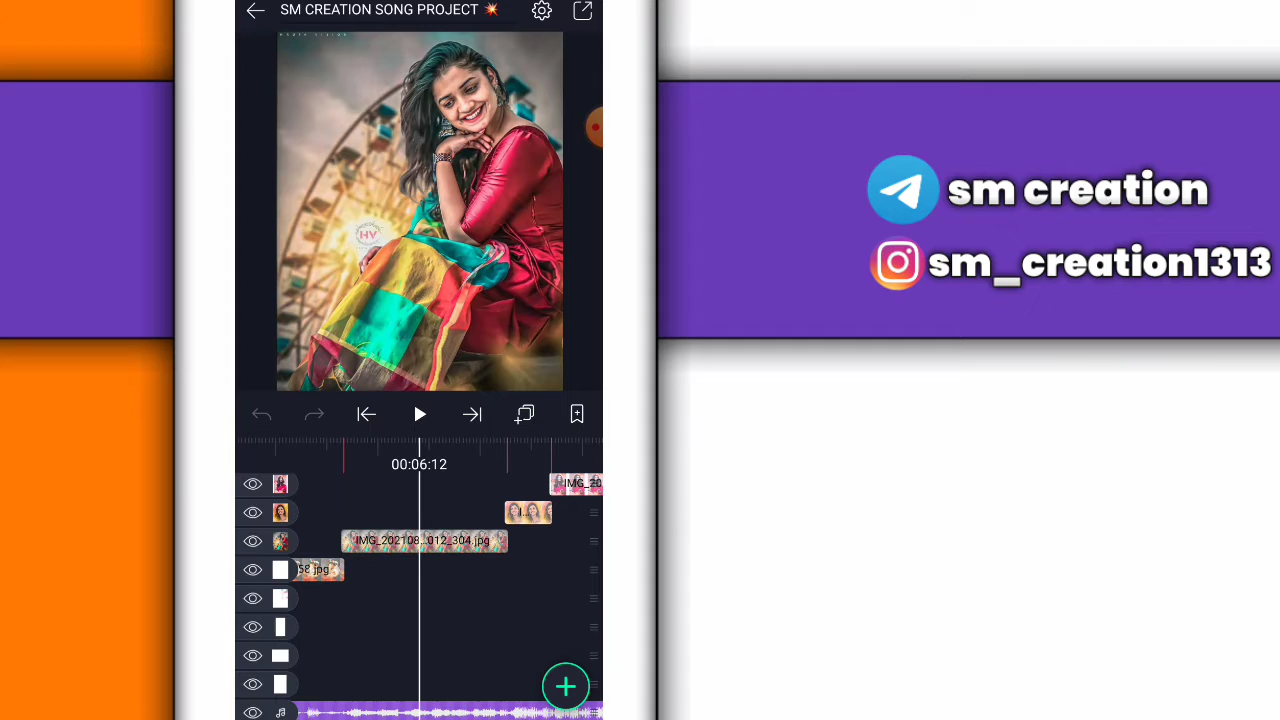 SM CREATION SONG PROJECT 💥
HV
00:06:12
IMG_20
I...
IMG_202108...012_304.jpg
58.jpg
sm creation
sm_creation1313